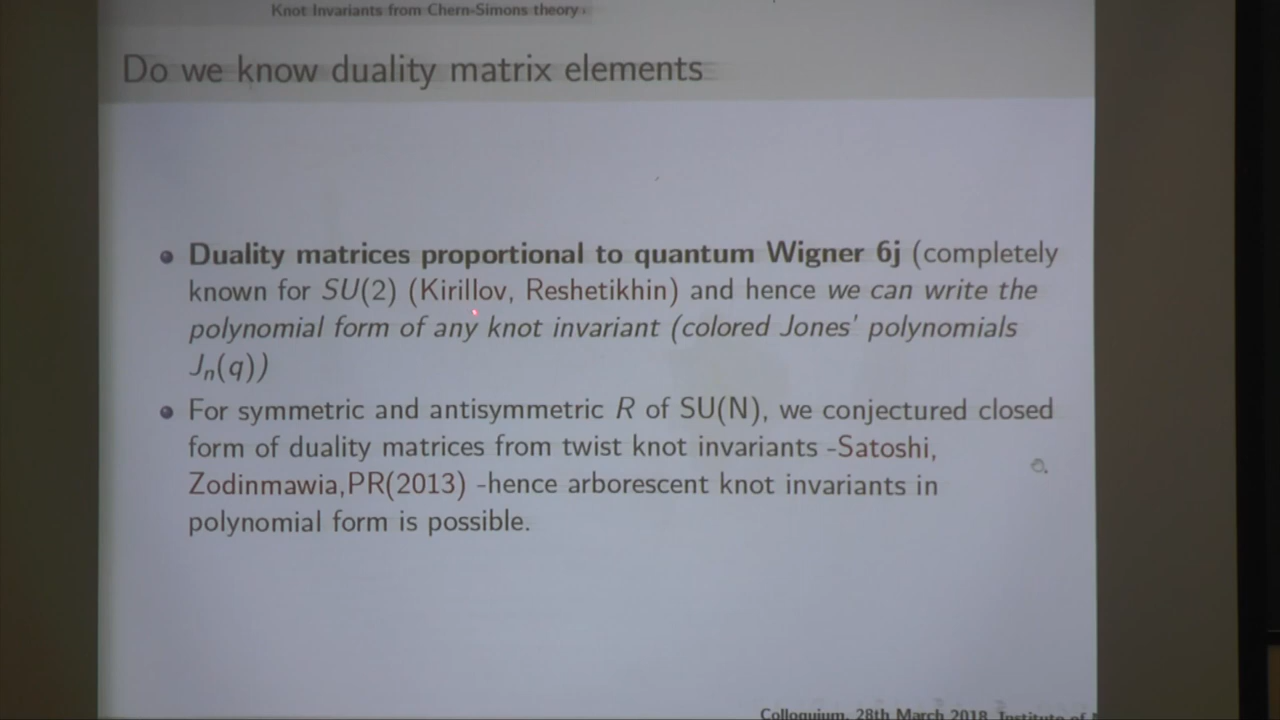 Knot Invariants from Chern-Simons theory
Do we know duality matrix elements
Duality matrices proportional to quantum Wigner 6j (completely
known for SU(2) (Kirillov, Reshetikhin) and hence we can write the
polynomial form of any knot invariant (colored Jones' polynomials
Jn(q))
For symmetric and antisymmetric R of SU(N), we conjectured closed
form of duality matrices from twist knot invariants -Satoshi,
Zodinmawia,PR(2013) -hence arborescent knot invariants in
polynomial form is possible.
Colloquium, 28th March 2018, Institute of